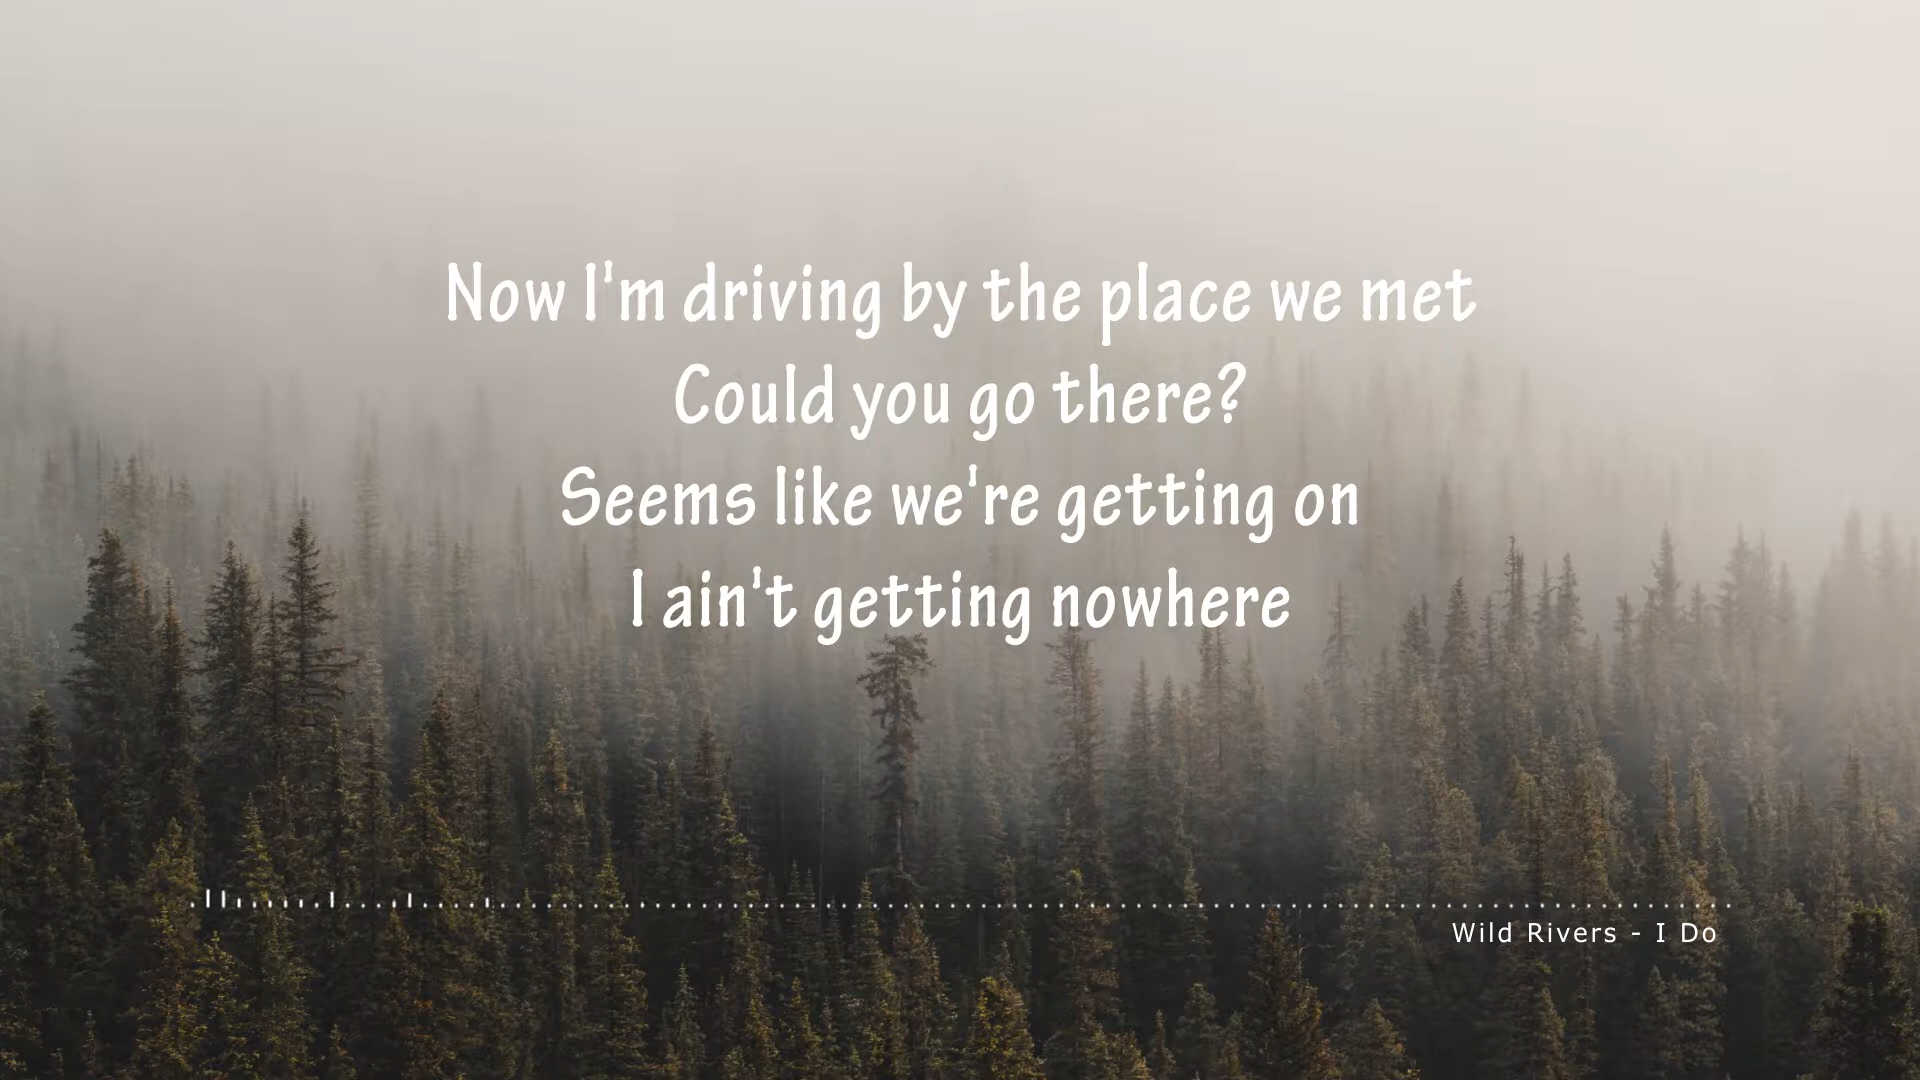 Now I'm driving by the place we met
Could you go there?
Seems like we're getting on
I ain't getting nowhere
Wild Rivers - I Do